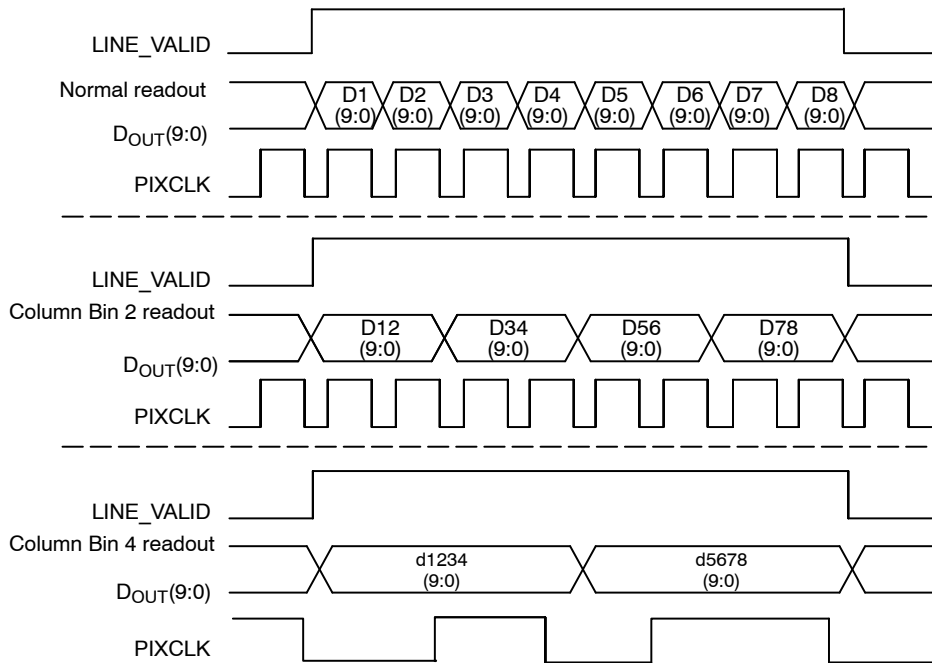 LINE_VALID
Normal readout
D1 D2 D3 D4 D5 D6 D7 D8
(9:0) (9:0) (9:0) (9:0) (9:0) (9:0) (9:0) (9:0)
DOUT(9:0)
PIXCLK
LINE_VALID
Column Bin 2 readout
D12 D34 D56 D78
(9:0) (9:0) (9:0) (9:0)
DOUT(9:0)
PIXCLK
LINE_VALID
Column Bin 4 readout
d1234 d5678
(9:0) (9:0)
DOUT(9:0)
PIXCLK